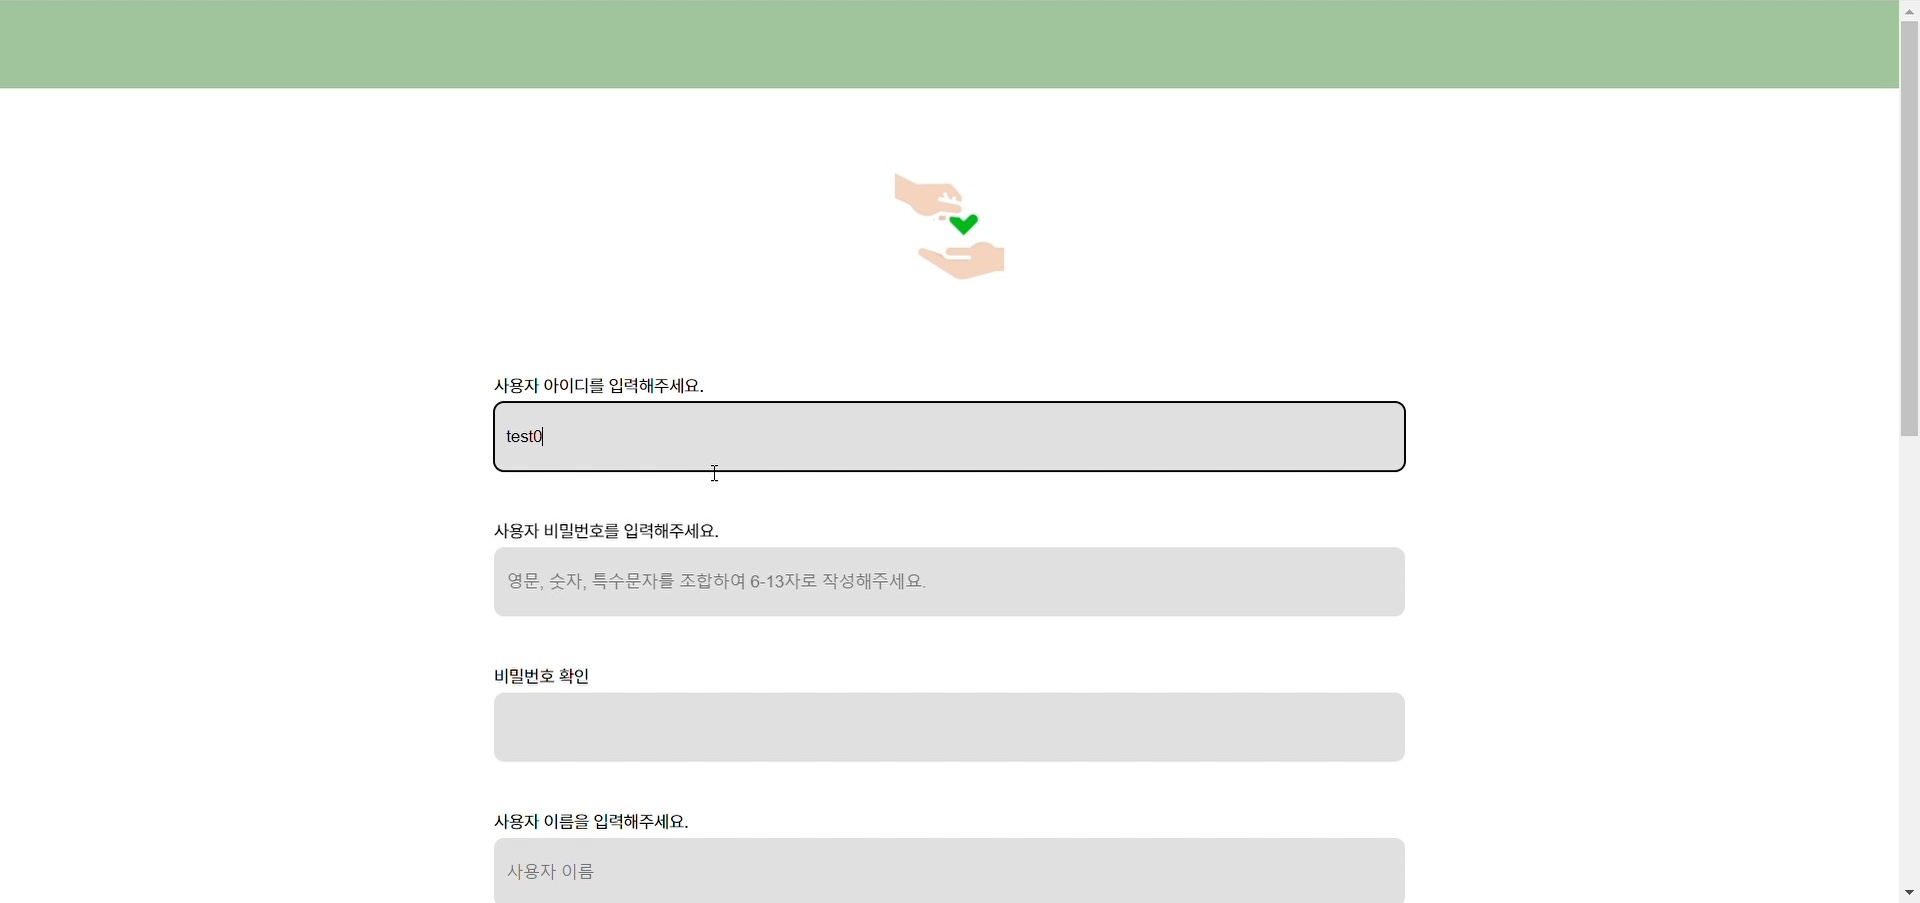 사용자 아이디를 입력해주세요.
test0
사용자 비밀번호를 입력해주세요.
영문, 숫자, 특수문자를 조합하여 6-13자로 작성해주세요.
비밀번호 확인
사용자 이름을 입력해주세요.
사용자 이름